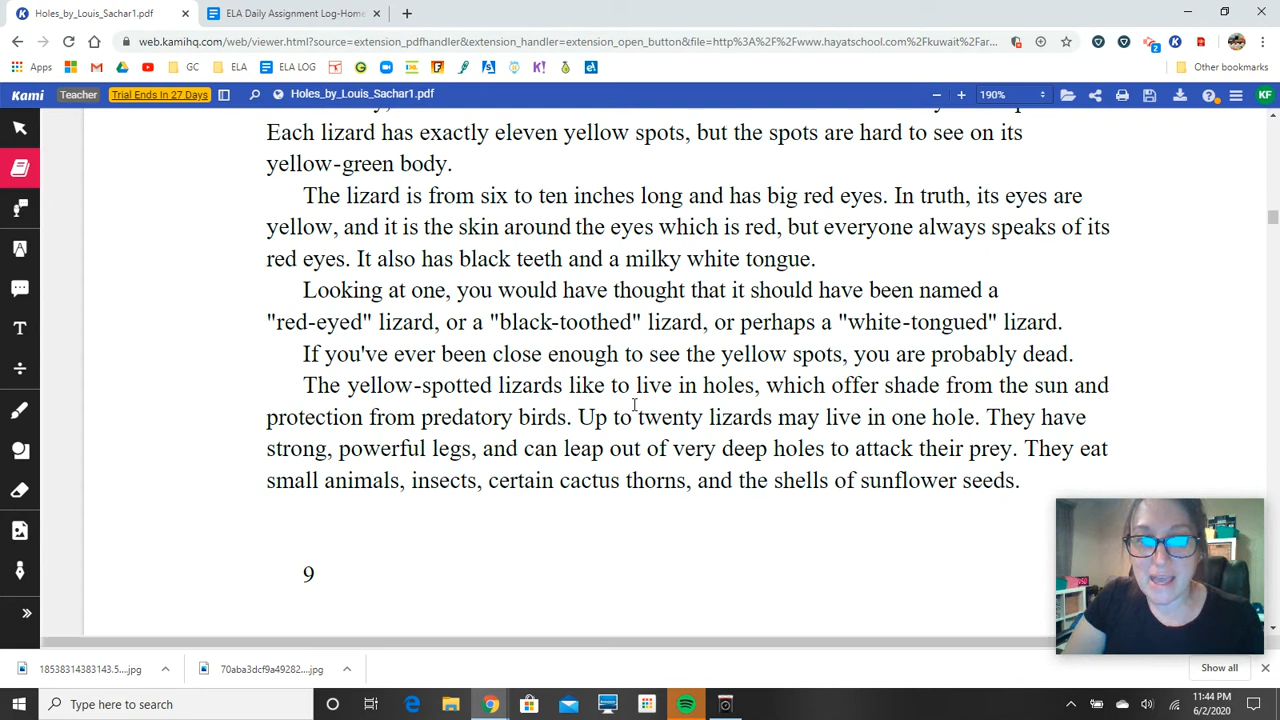 Holes_by_Louis_Sachar1.pdf
ELA Daily Assignment Log-Home
web.kamihq.com/web/viewer.html?source=extension_pdfhandler&extension_handler=extension_open_button&file=http%3A%2F%2Fwww.hayatschool.com%2Fkuwait%2Far...
Apps
GC
ELA
ELA LOG
Other bookmarks
Kami
Teacher
Trial Ends In 27 Days
Holes_by_Louis_Sachar1.pdf
190%
KF
Each lizard has exactly eleven yellow spots, but the spots are hard to see on its
yellow-green body.
The lizard is from six to ten inches long and has big red eyes. In truth, its eyes are
yellow, and it is the skin around the eyes which is red, but everyone always speaks of its
red eyes. It also has black teeth and a milky white tongue.
Looking at one, you would have thought that it should have been named a
"red-eyed" lizard, or a "black-toothed" lizard, or perhaps a "white-tongued" lizard.
If you've ever been close enough to see the yellow spots, you are probably dead.
The yellow-spotted lizards like to live in holes, which offer shade from the sun and
protection from predatory birds. Up to twenty lizards may live in one hole. They have
strong, powerful legs, and can leap out of very deep holes to attack their prey. They eat
small animals, insects, certain cactus thorns, and the shells of sunflower seeds.
9
18538314383143.5....jpg
70aba3dcf9a49282....jpg
Show all
Type here to search
11:44 PM
6/2/2020